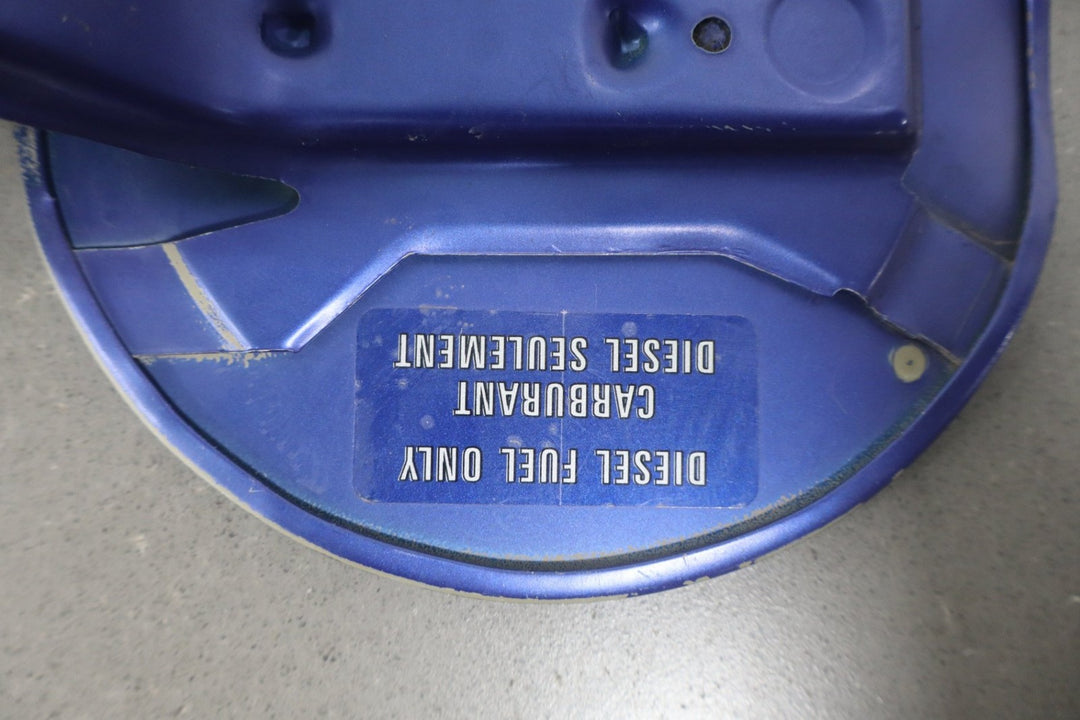 DIESEL FUEL ONLY
CARBURANT
DIESEL SEULEMENT